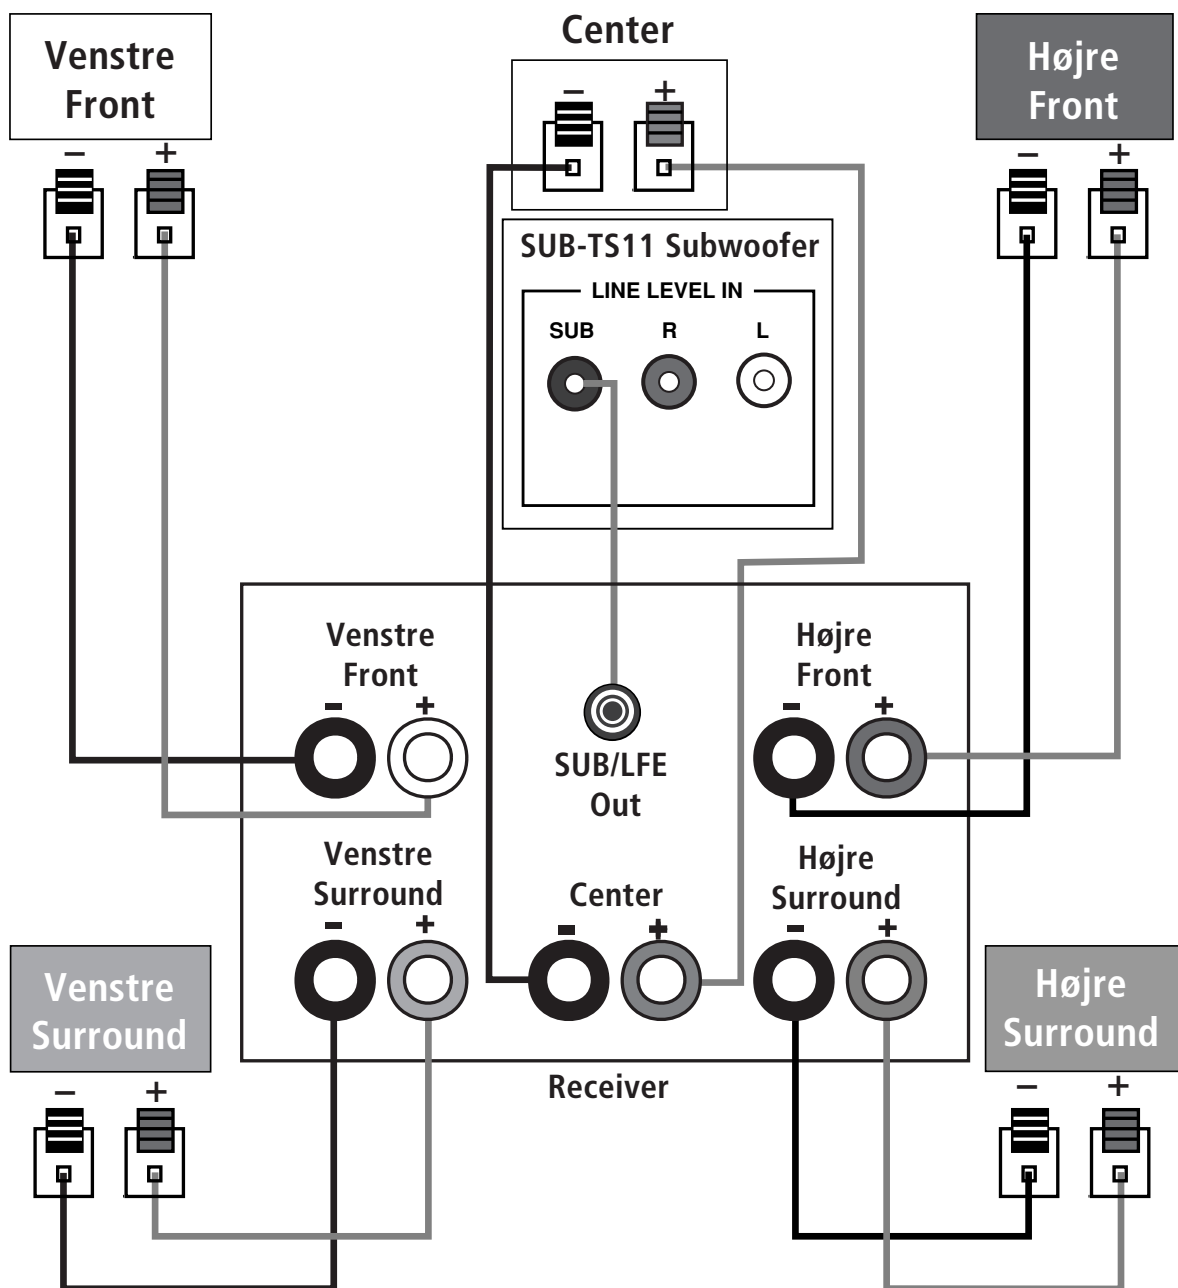 Venstre
Front
Center
Højre
Front
− +
− +
− +
SUB-TS11 Subwoofer
LINE LEVEL IN
SUB R L
Venstre
Front
− +
Højre
Front
− +
SUB/LFE
Out
Venstre
Surround
− +
Center
− +
Højre
Surround
− +
Venstre
Surround
− +
Højre
Surround
− +
Receiver